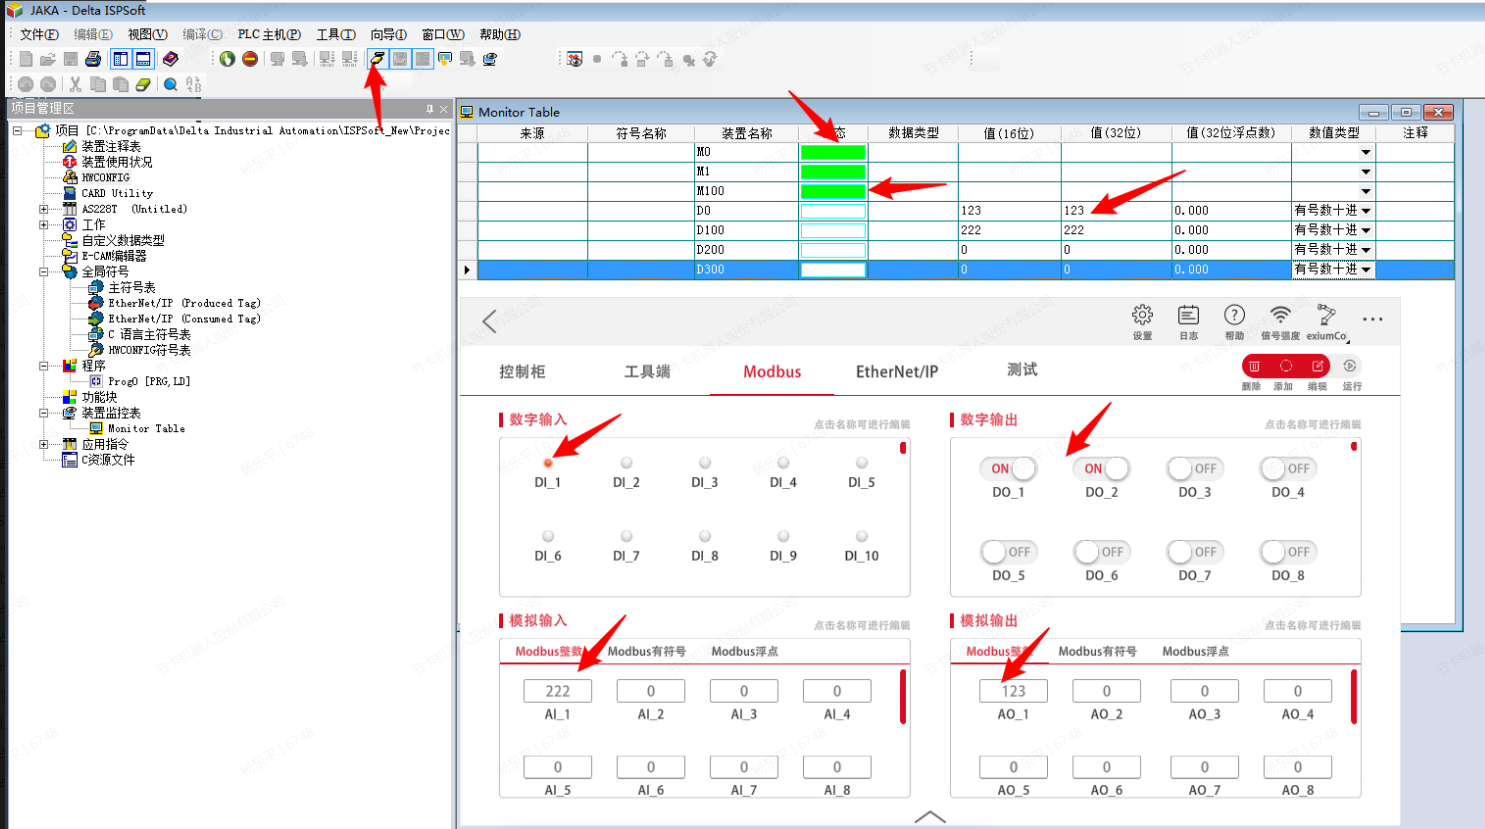 JAKA - Delta ISPSoft
文件(F) 编辑(E) 视图(V) 编译(C) PLC 主机(P) 工具(T) 向导(I) 窗口(W) 帮助(H)
项目管理区
项目 [C:\ProgramData\Delta Industrial Automation\ISPSoft_New\Projec
装置注释表
装置使用状况
HWCONFIG
CARD Utility
AS228T (Untitled)
工作
自定义数据类型
E-CAM编辑器
全局符号
主符号表
EtherNet/IP (Produced Tag)
EtherNet/IP (Consumed Tag)
C 语言主符号表
HWCONFIG符号表
程序
Prog0 [PRG,LD]
功能块
装置监控表
Monitor Table
应用指令
C资源文件
Monitor Table
来源 符号名称 装置名称 态 数据类型 值(16位) 值(32位) 值(32位浮点数) 数值类型 注释
M0
M1
M100
D0 123 123 0.000 有号数十进
D100 222 222 0.000 有号数十进
D200 0 0 0.000 有号数十进
D300 0 0 0.000 有号数十进
设置 日志 帮助 信号强度 exiumCo
控制柜 工具端 Modbus EtherNet/IP 测试
删除 添加 编辑 运行
数字输入 点击名称可进行编辑
DI_1 DI_2 DI_3 DI_4 DI_5
DI_6 DI_7 DI_8 DI_9 DI_10
数字输出 点击名称可进行编辑
ON ON OFF OFF
DO_1 DO_2 DO_3 DO_4
OFF OFF OFF OFF
DO_5 DO_6 DO_7 DO_8
模拟输入 点击名称可进行编辑
Modbus整数 Modbus有符号 Modbus浮点
222 0 0 0
AI_1 AI_2 AI_3 AI_4
0 0 0 0
AI_5 AI_6 AI_7 AI_8
模拟输出 点击名称可进行编辑
Modbus整数 Modbus有符号 Modbus浮点
123 0 0 0
AO_1 AO_2 AO_3 AO_4
0 0 0 0
AO_5 AO_6 AO_7 AO_8